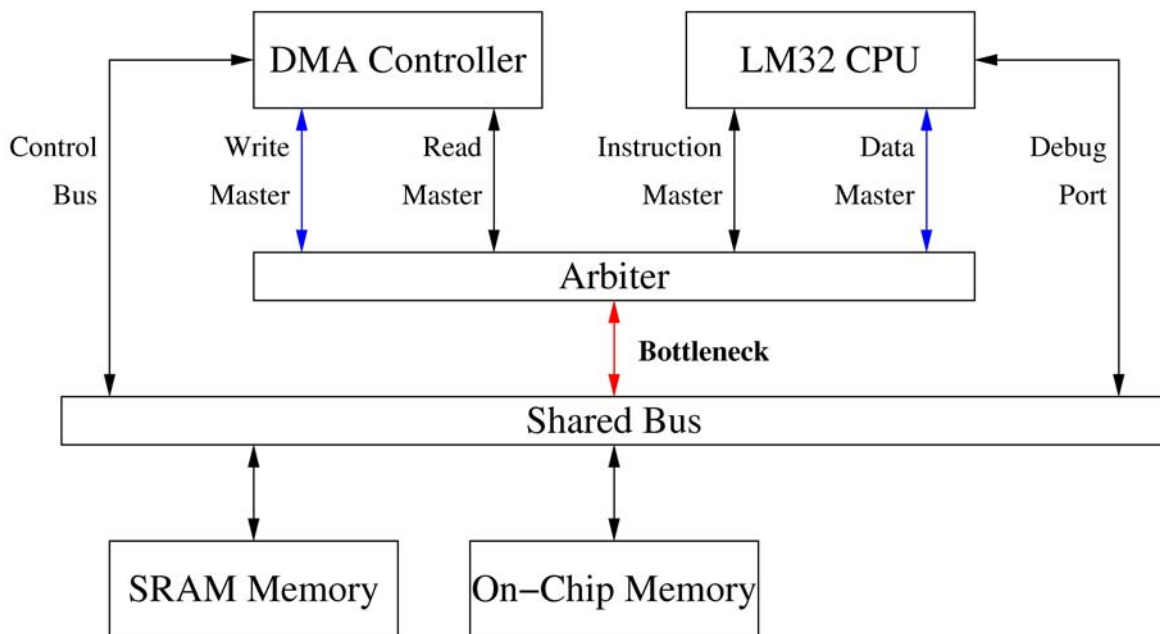 DMA Controller
LM32 CPU
Control
Bus
Write
Master
Read
Master
Instruction
Master
Data
Master
Debug
Port
Arbiter
Bottleneck
Shared Bus
SRAM Memory
On−Chip Memory